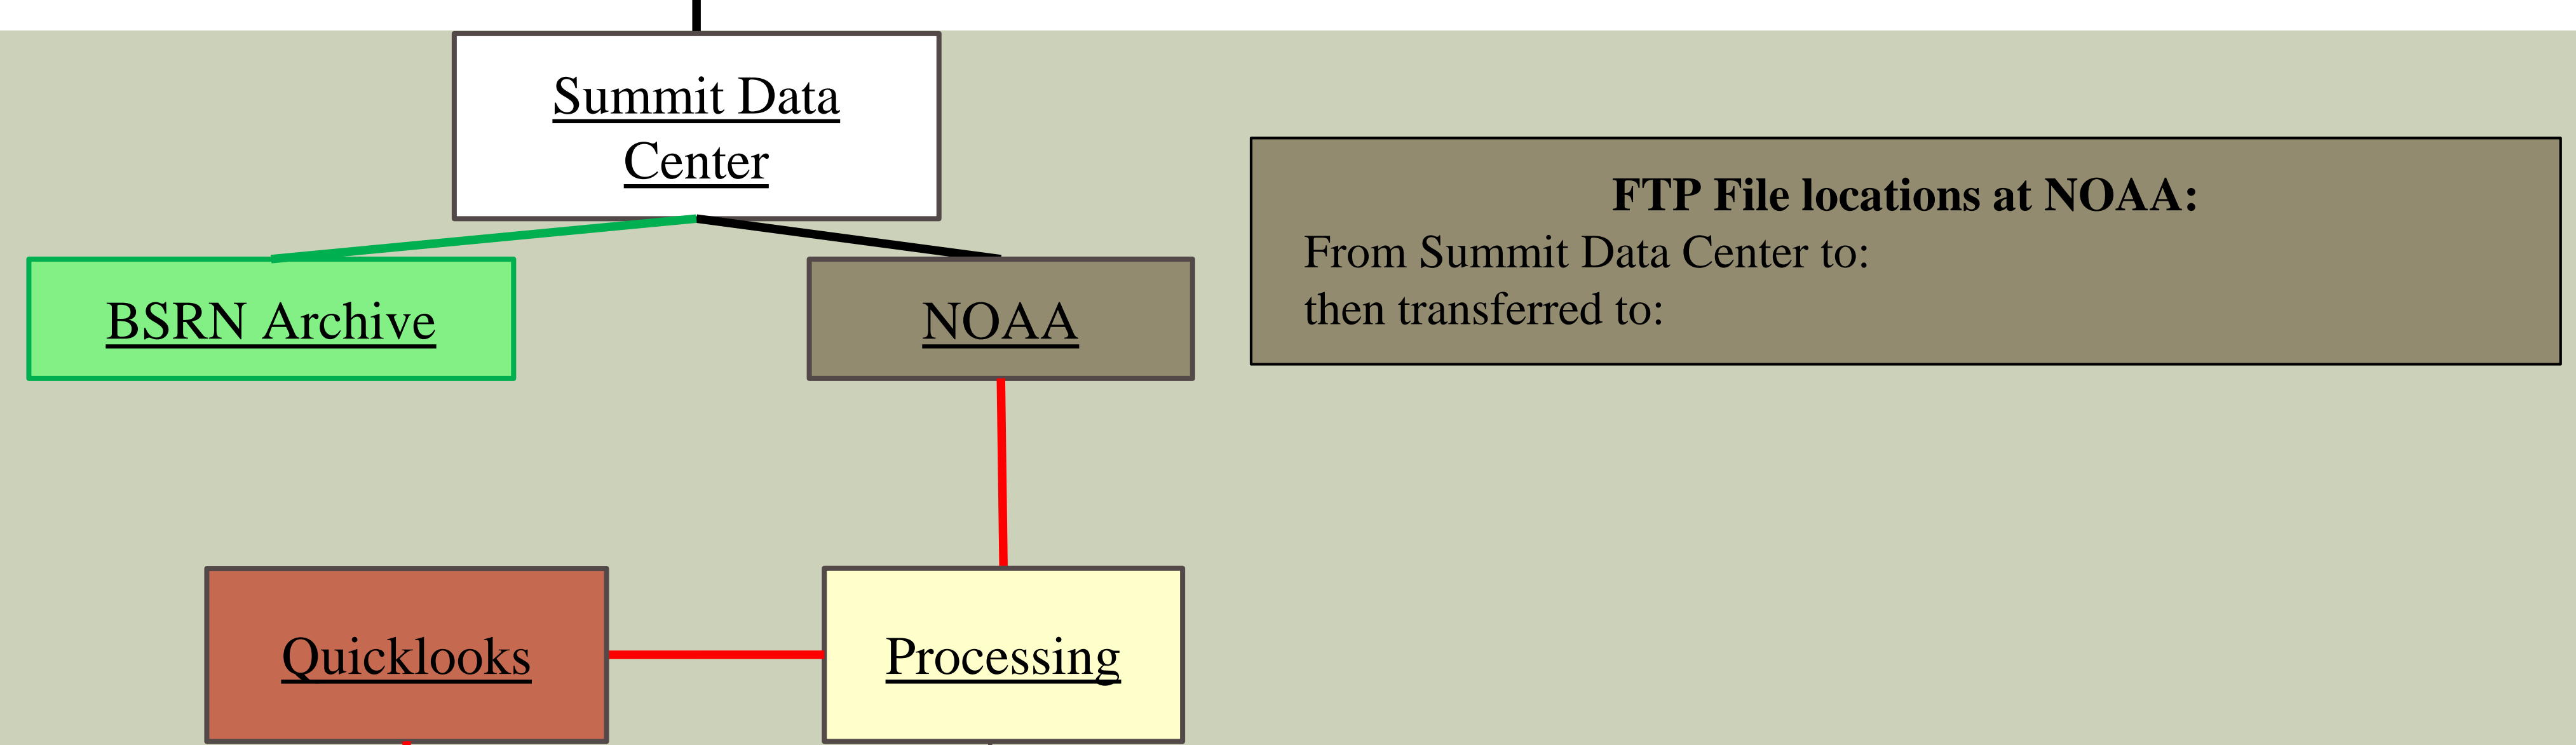 Summit Data
Center
FTP File locations at NOAA:
From Summit Data Center to:
then transferred to:
BSRN Archive
NOAA
Quicklooks
Processing